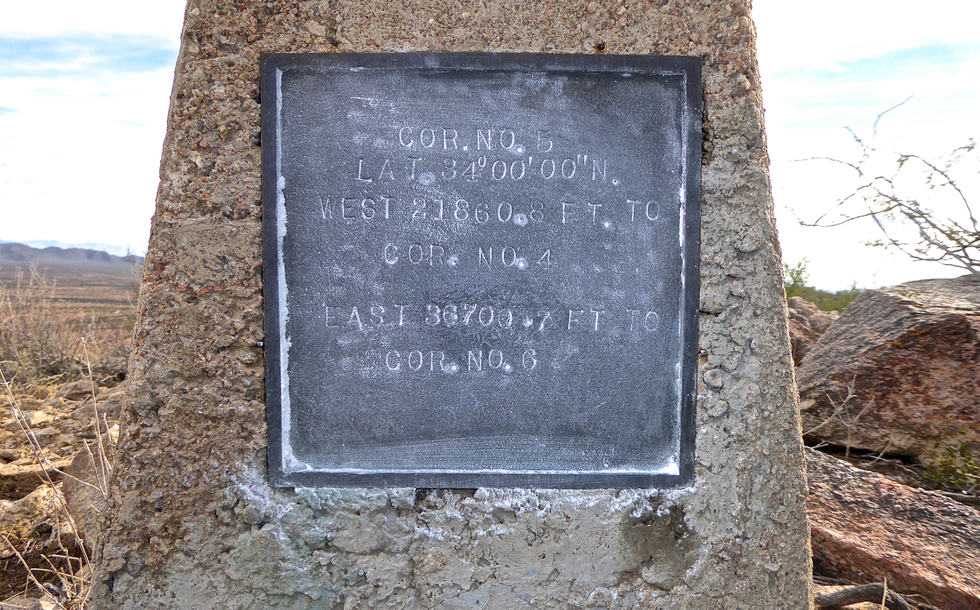 COR. NO. 5
LAT. 34°00'00"N.
WEST 21860.8 FT. TO
COR. NO. 4
EAST 36700.7 FT TO
COR. NO. 6